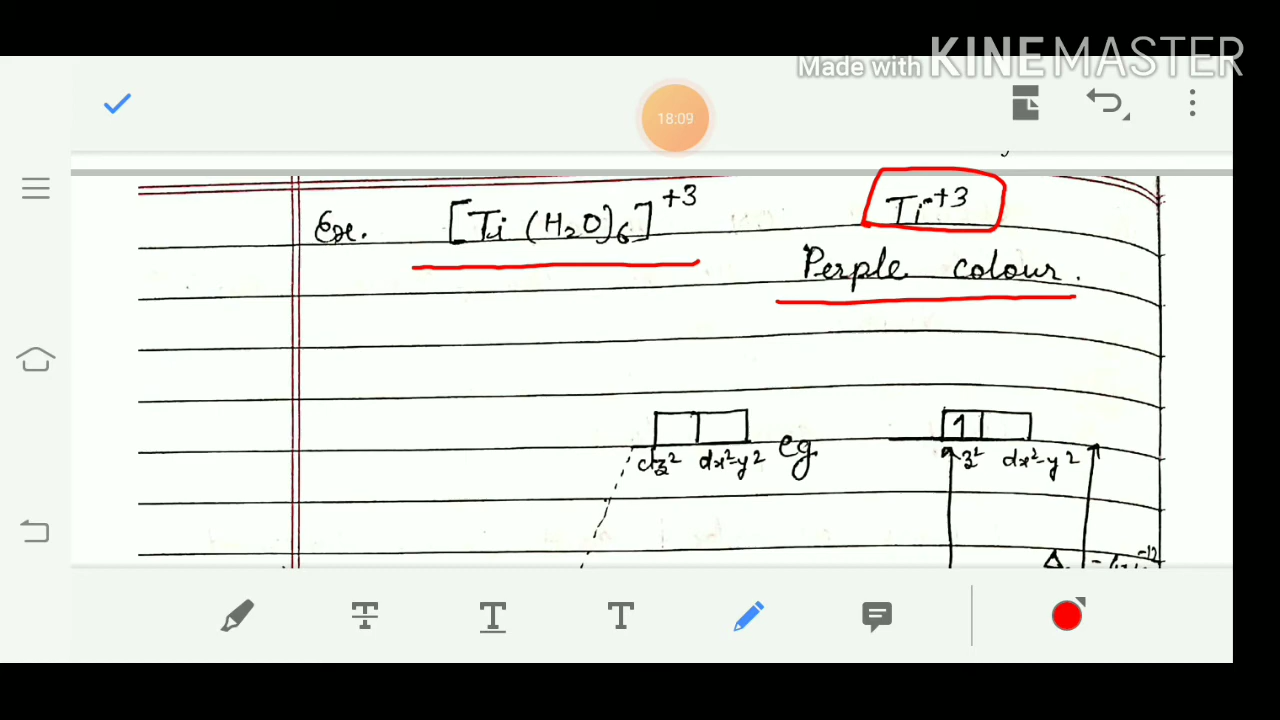 Made with KINEMASTER
18:09
Ex. [Ti (H2O)6]+3 Ti+3
Perple colour.
1
eg
dz² dx²-y² z² dx²-y²
T T T